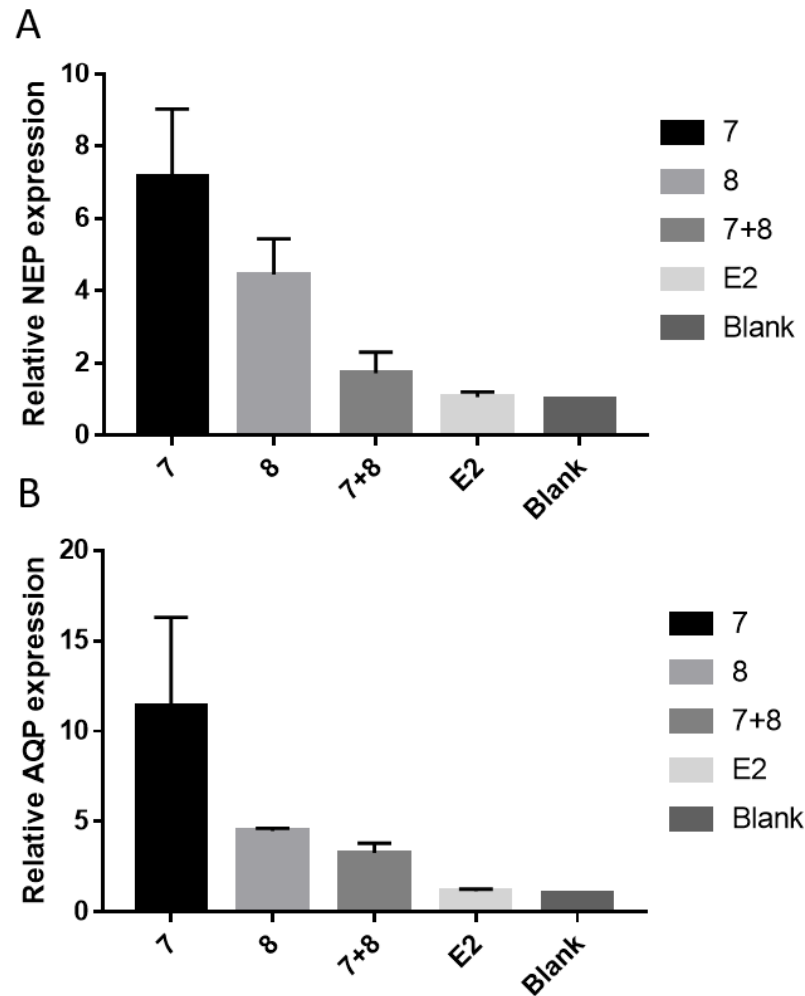 A
Relative NEP expression
10
8
6
4
2
0
7
8
7+8
E2
Blank
7
8
7+8
E2
Blank
B
Relative AQP expression
20
15
10
5
0
7
8
7+8
E2
Blank
7
8
7+8
E2
Blank